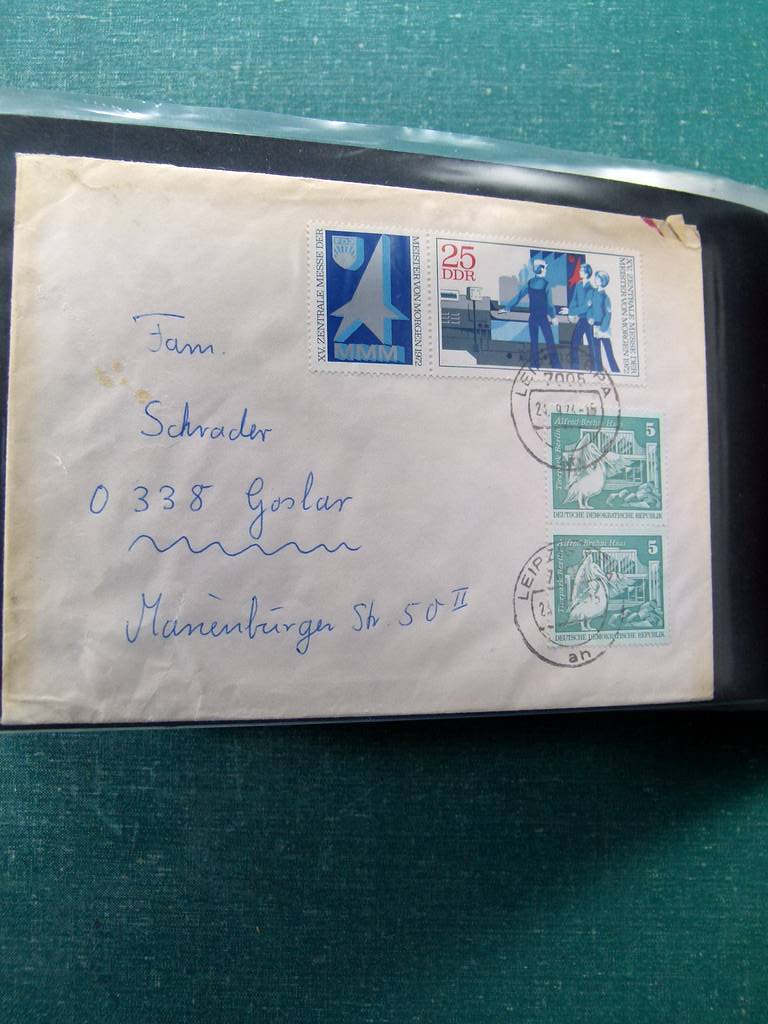 XV. ZENTRALE MESSE DER
FDJ
MMM
MEISTER VON MORGEN 1972
25
DDR
XV. ZENTRALE MESSE DER
MEISTER VON MORGEN 1972
7005
Alfred Brehm Haus
5
Tierpark Berlin
DEUTSCHE DEMOKRATISCHE REPUBLIK
Alfred Brehm Haus
5
Tierpark Berlin
DEUTSCHE DEMOKRATISCHE REPUBLIK
an
Fam.
Schrader
0 338 Goslar
Marienburger Str. 50 II